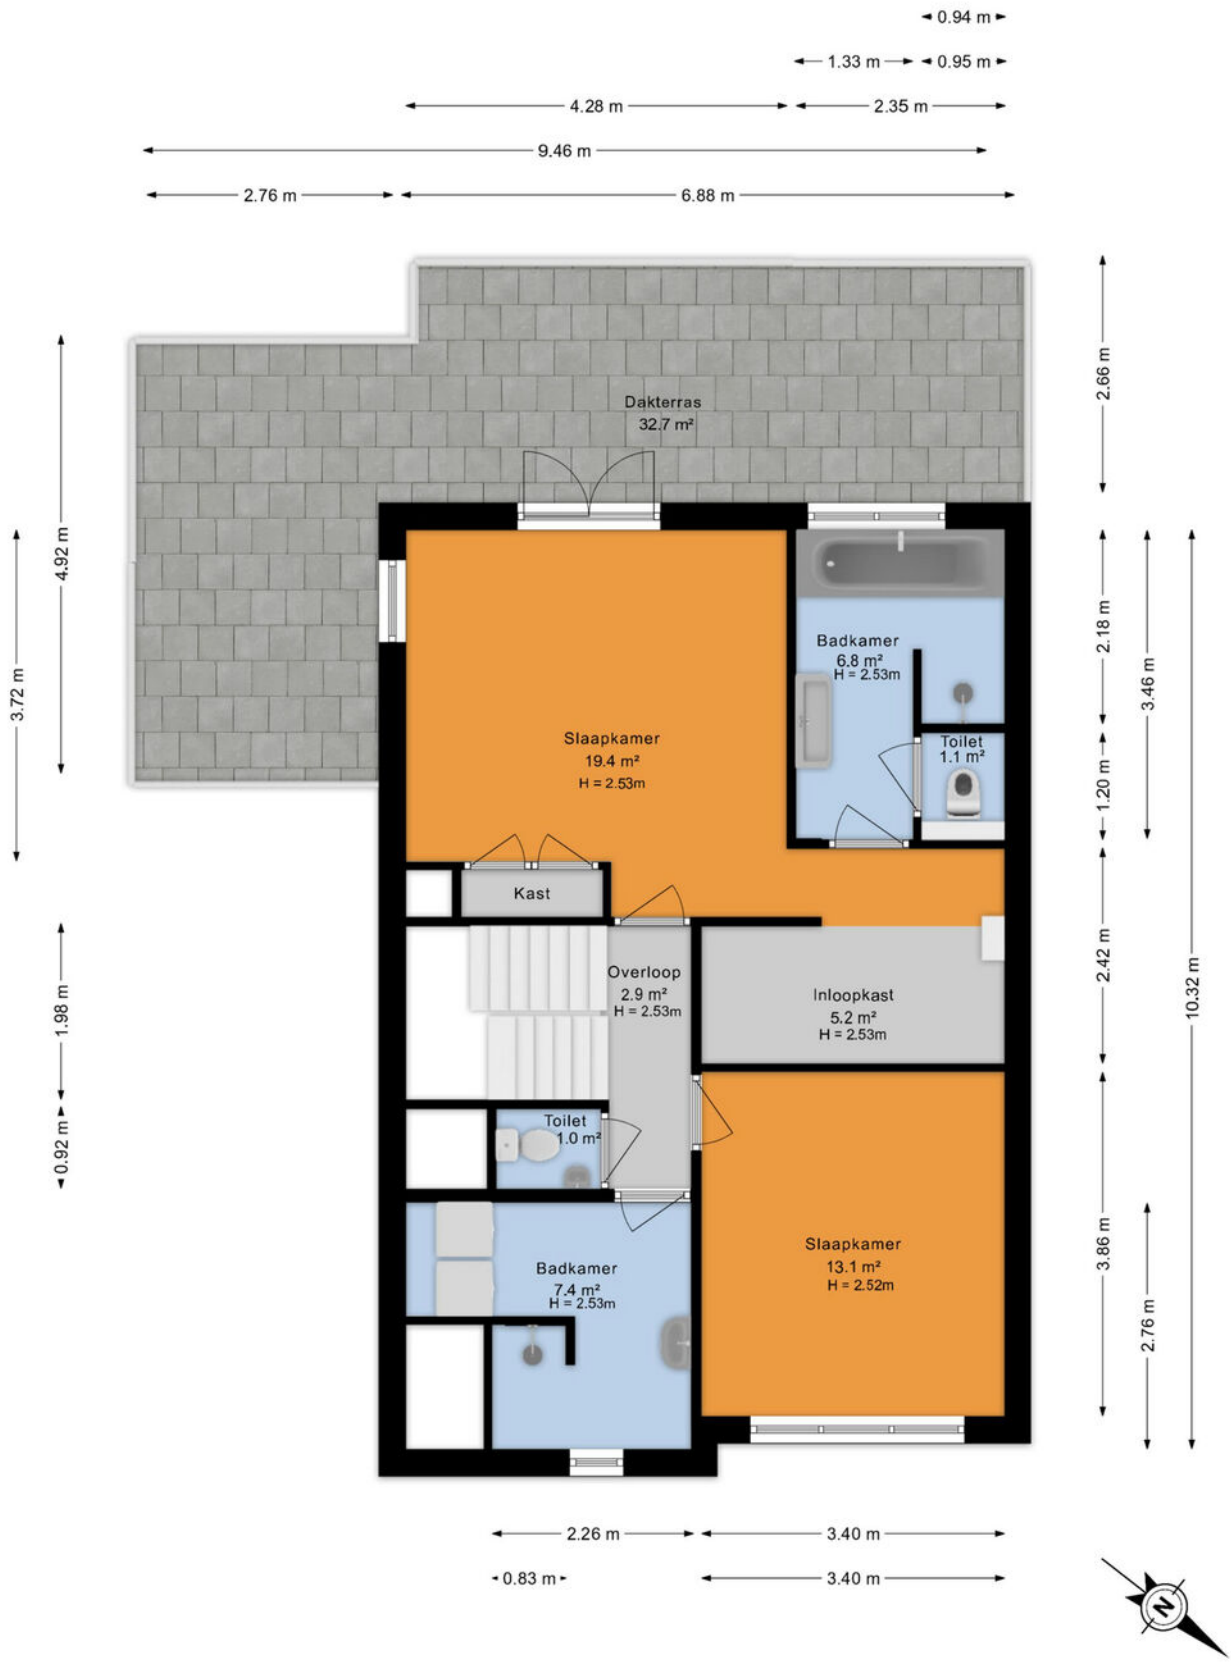 0.94 m
1.33 m
0.95 m
4.28 m
2.35 m
9.46 m
2.76 m
6.88 m
Dakterras
32.7 m²
2.66 m
4.92 m
3.72 m
Slaapkamer
19.4 m²
H = 2.53m
Badkamer
6.8 m²
H = 2.53m
Toilet
1.1 m²
2.18 m
3.46 m
1.20 m
Kast
Overloop
2.9 m²
H = 2.53m
Inloopkast
5.2 m²
H = 2.53m
2.42 m
10.32 m
1.98 m
0.92 m
Toilet
1.0 m²
Badkamer
7.4 m²
H = 2.53m
Slaapkamer
13.1 m²
H = 2.52m
3.86 m
2.76 m
2.26 m
3.40 m
0.83 m
3.40 m
N